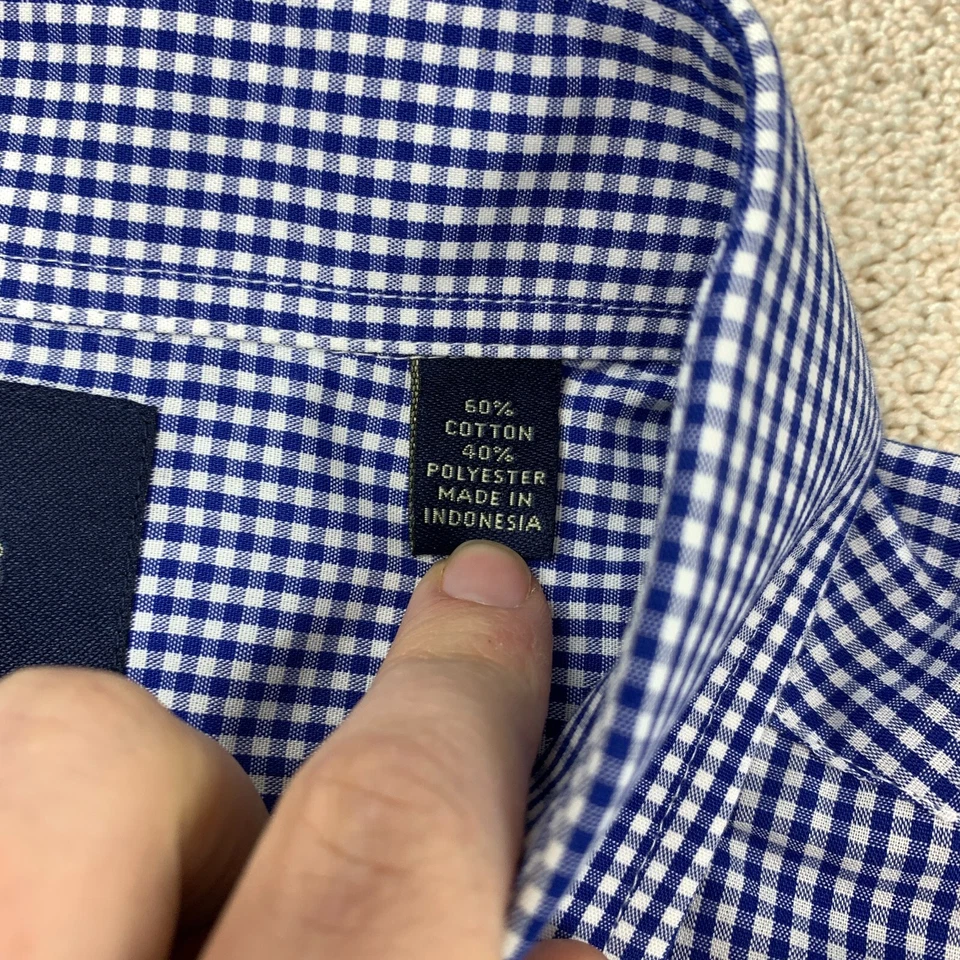 60%
COTTON
40%
POLYESTER
MADE IN
INDONESIA